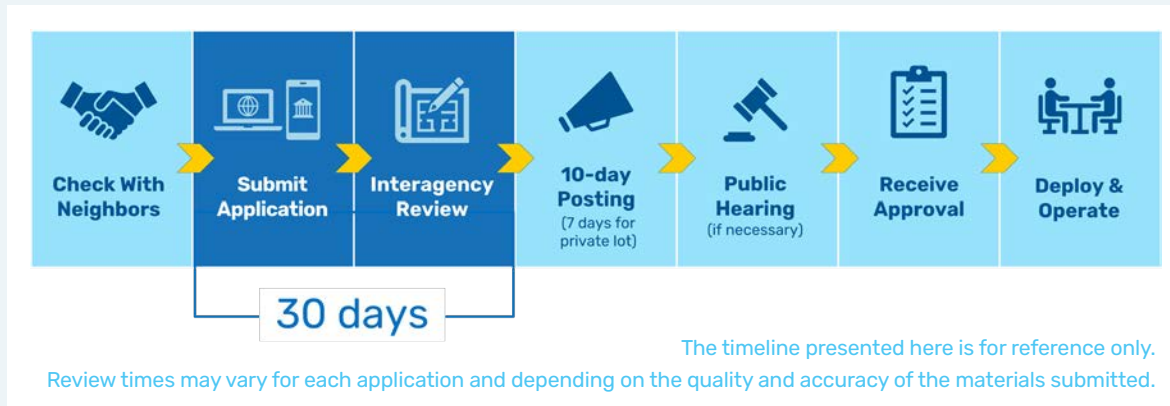 Check With
Neighbors
Submit
Application
Interagency
Review
10-day
Posting
(7 days for
private lot)
Public
Hearing
(if necessary)
Receive
Approval
Deploy &
Operate
30 days
The timeline presented here is for reference only.
Review times may vary for each application and depending on the quality and accuracy of the materials submitted.